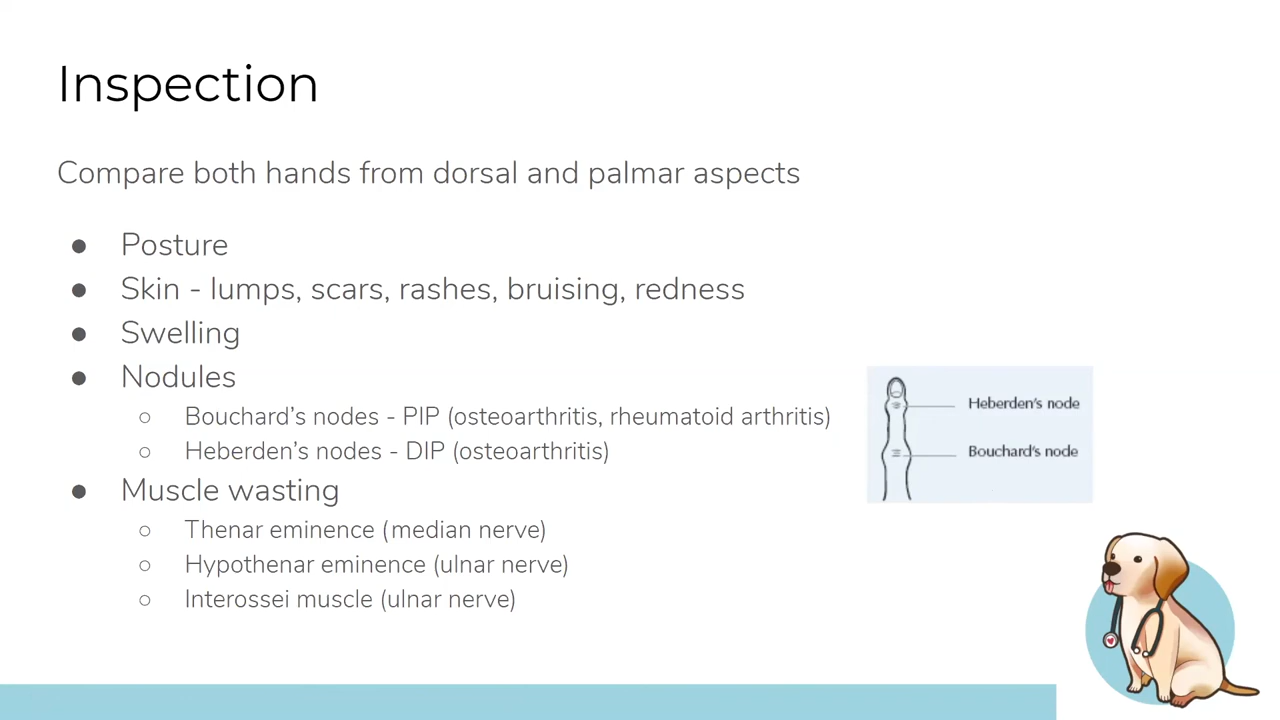 Inspection
Compare both hands from dorsal and palmar aspects
● Posture
● Skin - lumps, scars, rashes, bruising, redness
● Swelling
● Nodules
○ Bouchard's nodes - PIP (osteoarthritis, rheumatoid arthritis)
○ Heberden's nodes - DIP (osteoarthritis)
● Muscle wasting
○ Thenar eminence (median nerve)
○ Hypothenar eminence (ulnar nerve)
○ Interossei muscle (ulnar nerve)
Heberden's node
Bouchard's node